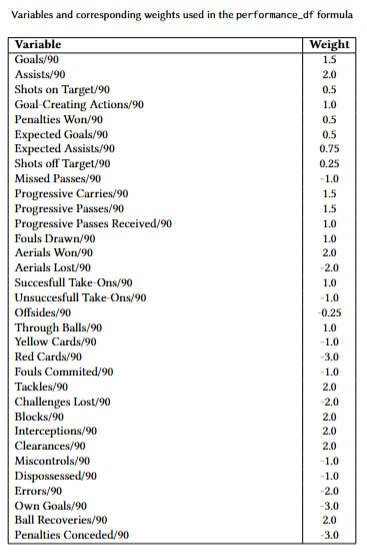 Variables and corresponding weights used in the performance_df formula
Variable Weight
Goals/90 1.5
Assists/90 2.0
Shots on Target/90 0.5
Goal-Creating Actions/90 1.0
Penalties Won/90 0.5
Expected Goals/90 0.5
Expected Assists/90 0.75
Shots off Target/90 0.25
Missed Passes/90 -1.0
Progressive Carries/90 1.5
Progressive Passes/90 1.5
Progressive Passes Received/90 1.0
Fouls Drawn/90 1.0
Aerials Won/90 2.0
Aerials Lost/90 -2.0
Succesfull Take-Ons/90 1.0
Unsuccesfull Take-Ons/90 -1.0
Offsides/90 -0.25
Through Balls/90 1.0
Yellow Cards/90 -1.0
Red Cards/90 -3.0
Fouls Commited/90 -1.0
Tackles/90 2.0
Challenges Lost/90 -2.0
Blocks/90 2.0
Interceptions/90 2.0
Clearances/90 2.0
Miscontrols/90 -1.0
Dispossessed/90 -1.0
Errors/90 -2.0
Own Goals/90 -3.0
Ball Recoveries/90 2.0
Penalties Conceded/90 -3.0